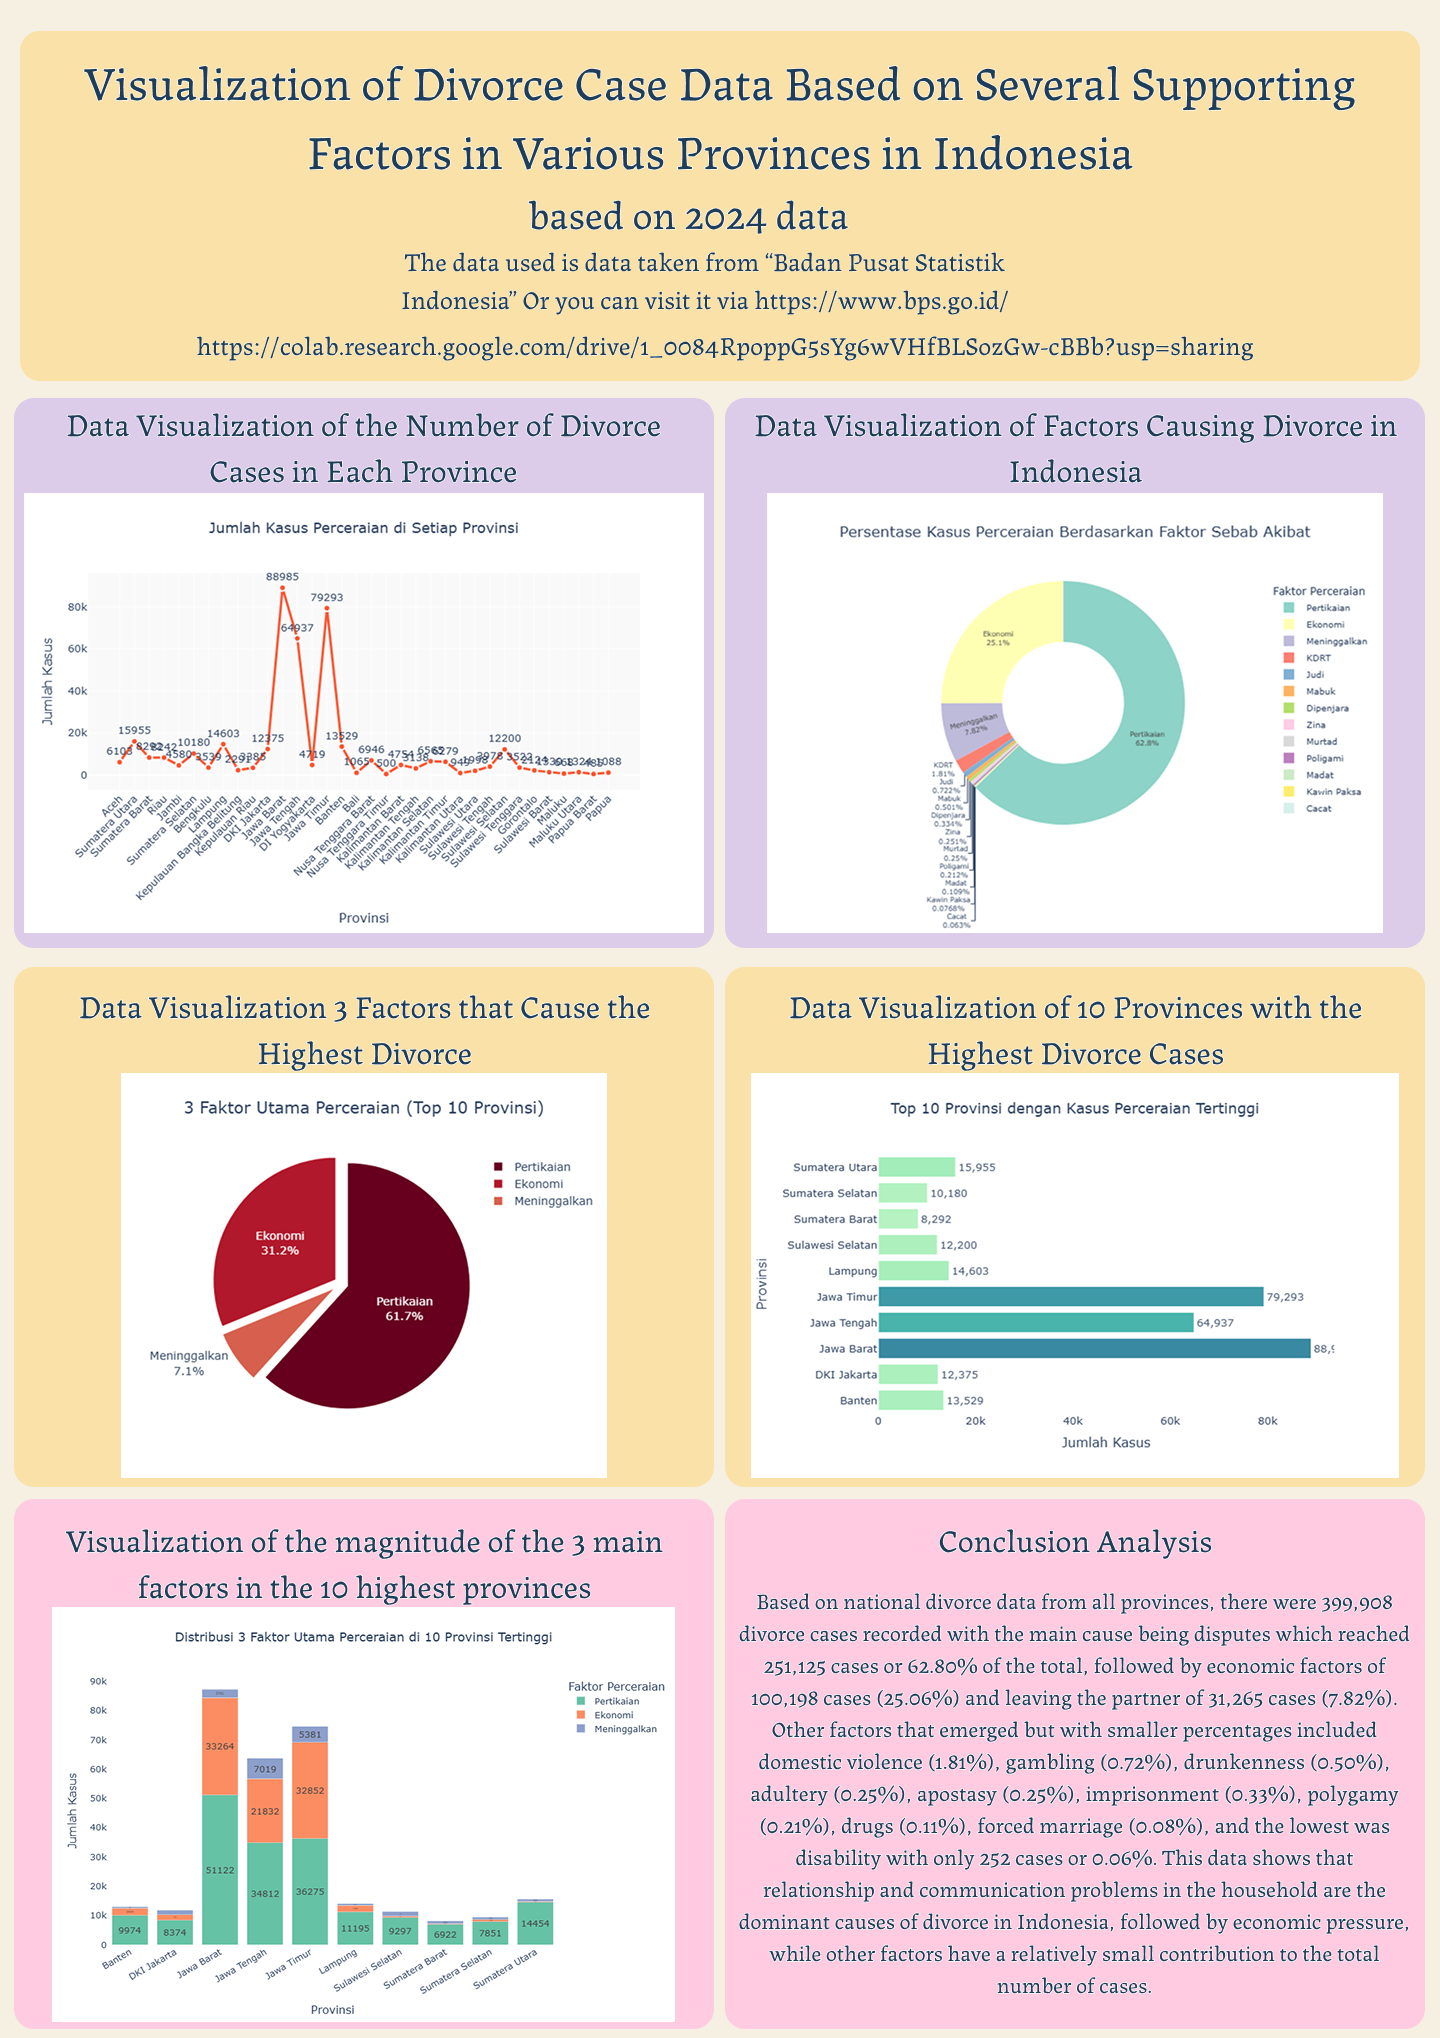 Visualization of Divorce Case Data Based on Several Supporting
Factors in Various Provinces in Indonesia
based on 2024 data
The data used is data taken from “Badan Pusat Statistik
Indonesia” Or you can visit it via https://www.bps.go.id/
https://colab.research.google.com/drive/1_0084RpoppG5sYg6wVHfBLSozGw-cBBb?usp=sharing
Data Visualization of the Number of Divorce
Cases in Each Province
Jumlah Kasus Perceraian di Setiap Provinsi
Jumlah Kasus
80k
60k
40k
20k
0
6103
15955
8292
8242
4580
10180
3539
14603
2291
3285
12375
88985
64937
4719
79293
13529
1065
6946
500
4754
3138
6565
6279
949
1998
3978
12200
3522
2124
1339
668
1324
485
1088
Aceh
Sumatera Utara
Sumatera Barat
Riau
Jambi
Sumatera Selatan
Bengkulu
Lampung
Kepulauan Bangka Belitung
Kepulauan Riau
DKI Jakarta
Jawa Barat
Jawa Tengah
DI Yogyakarta
Jawa Timur
Banten
Bali
Nusa Tenggara Barat
Nusa Tenggara Timur
Kalimantan Barat
Kalimantan Tengah
Kalimantan Selatan
Kalimantan Timur
Kalimantan Utara
Sulawesi Utara
Sulawesi Tengah
Sulawesi Selatan
Sulawesi Tenggara
Gorontalo
Sulawesi Barat
Maluku
Maluku Utara
Papua Barat
Papua
Provinsi
Data Visualization of Factors Causing Divorce in
Indonesia
Persentase Kasus Perceraian Berdasarkan Faktor Sebab Akibat
Ekonomi
25.1%
Meninggalkan
7.82%
Pertikaian
62.8%
KDRT
1.81%
Judi
0.722%
Mabuk
0.501%
Dipenjara
0.334%
Zina
0.251%
Murtad
0.25%
Poligami
0.212%
Madat
0.109%
Kawin Paksa
0.0768%
Cacat
0.063%
Faktor Perceraian
Pertikaian
Ekonomi
Meninggalkan
KDRT
Judi
Mabuk
Dipenjara
Zina
Murtad
Poligami
Madat
Kawin Paksa
Cacat
Data Visualization 3 Factors that Cause the
Highest Divorce
3 Faktor Utama Perceraian (Top 10 Provinsi)
Ekonomi
31.2%
Pertikaian
61.7%
Meninggalkan
7.1%
Pertikaian
Ekonomi
Meninggalkan
Data Visualization of 10 Provinces with the
Highest Divorce Cases
Top 10 Provinsi dengan Kasus Perceraian Tertinggi
Provinsi
Sumatera Utara 15,955
Sumatera Selatan 10,180
Sumatera Barat 8,292
Sulawesi Selatan 12,200
Lampung 14,603
Jawa Timur 79,293
Jawa Tengah 64,937
Jawa Barat 88,9
DKI Jakarta 12,375
Banten 13,529
0 20k 40k 60k 80k
Jumlah Kasus
Visualization of the magnitude of the 3 main
factors in the 10 highest provinces
Distribusi 3 Faktor Utama Perceraian di 10 Provinsi Tertinggi
Jumlah Kasus
90k
80k
70k
60k
50k
40k
30k
20k
10k
0
9974
8374
33264
51122
7019
21832
34812
5381
32852
36275
11195
9297
6922
7851
14454
Banten
DKI Jakarta
Jawa Barat
Jawa Tengah
Jawa Timur
Lampung
Sulawesi Selatan
Sumatera Barat
Sumatera Selatan
Sumatera Utara
Provinsi
Faktor Perceraian
Pertikaian
Ekonomi
Meninggalkan
Conclusion Analysis
Based on national divorce data from all provinces, there were 399,908
divorce cases recorded with the main cause being disputes which reached
251,125 cases or 62.80% of the total, followed by economic factors of
100,198 cases (25.06%) and leaving the partner of 31,265 cases (7.82%).
Other factors that emerged but with smaller percentages included
domestic violence (1.81%), gambling (0.72%), drunkenness (0.50%),
adultery (0.25%), apostasy (0.25%), imprisonment (0.33%), polygamy
(0.21%), drugs (0.11%), forced marriage (0.08%), and the lowest was
disability with only 252 cases or 0.06%. This data shows that
relationship and communication problems in the household are the
dominant causes of divorce in Indonesia, followed by economic pressure,
while other factors have a relatively small contribution to the total
number of cases.